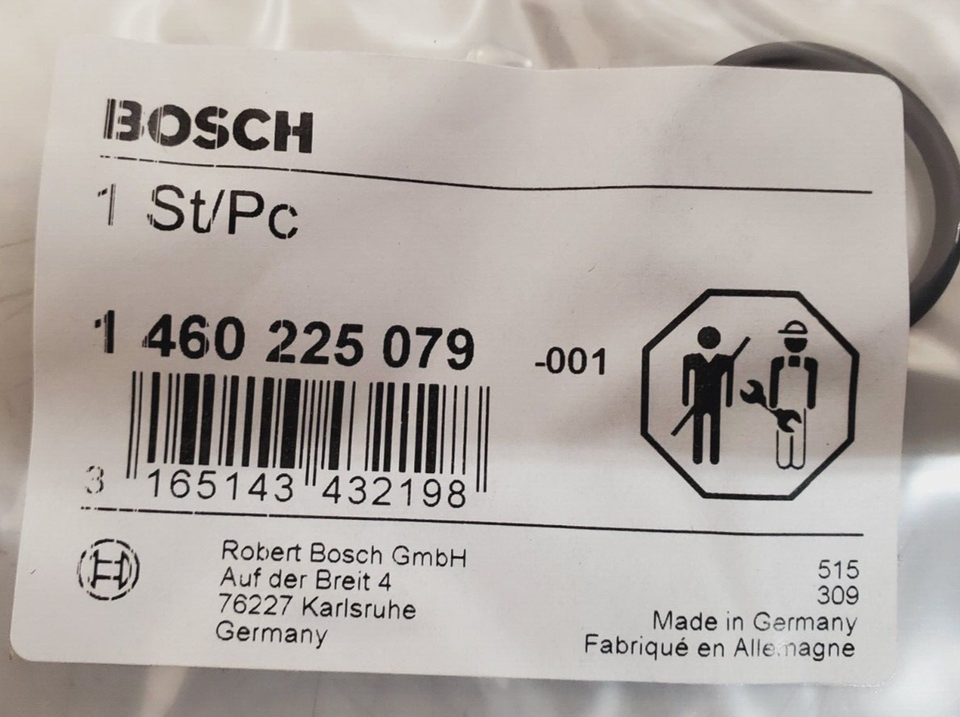 BOSCH
1 St/Pc
1 460 225 079 -001
3 165143 432198
Robert Bosch GmbH
Auf der Breit 4
76227 Karlsruhe
Germany
515
309
Made in Germany
Fabriqué en Allemagne